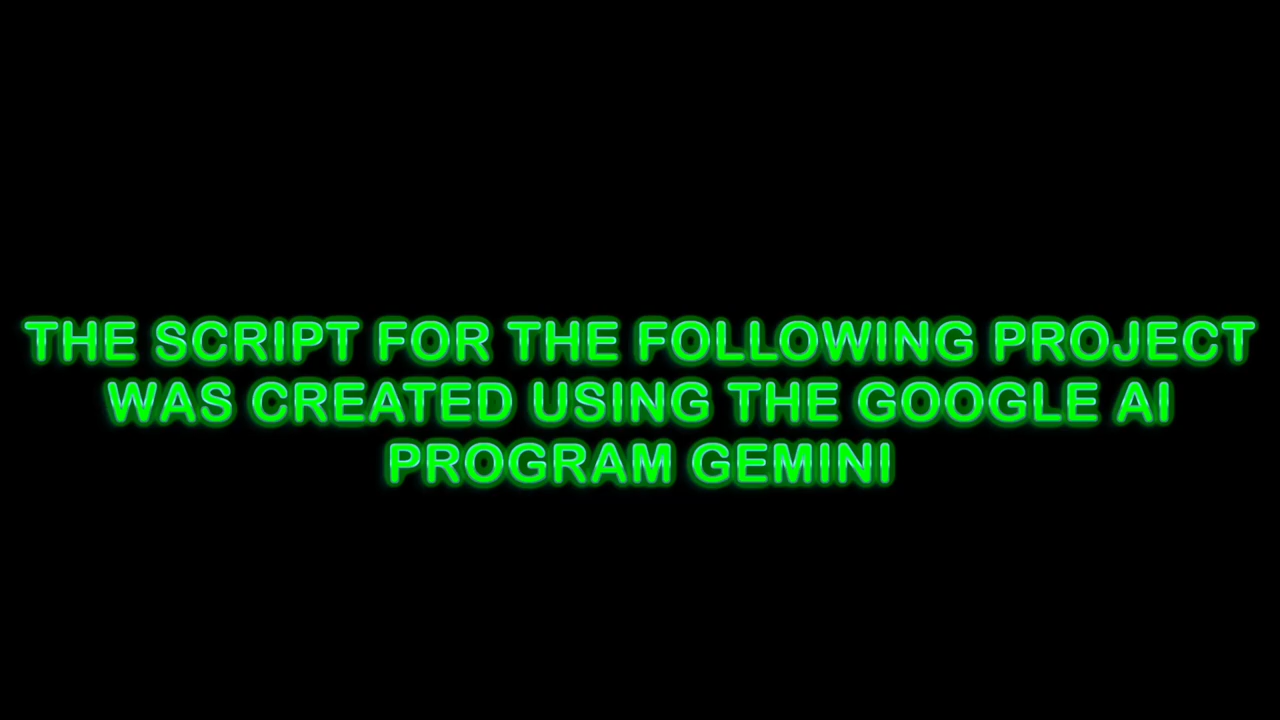 THE SCRIPT FOR THE FOLLOWING PROJECT
WAS CREATED USING THE GOOGLE AI
PROGRAM GEMINI